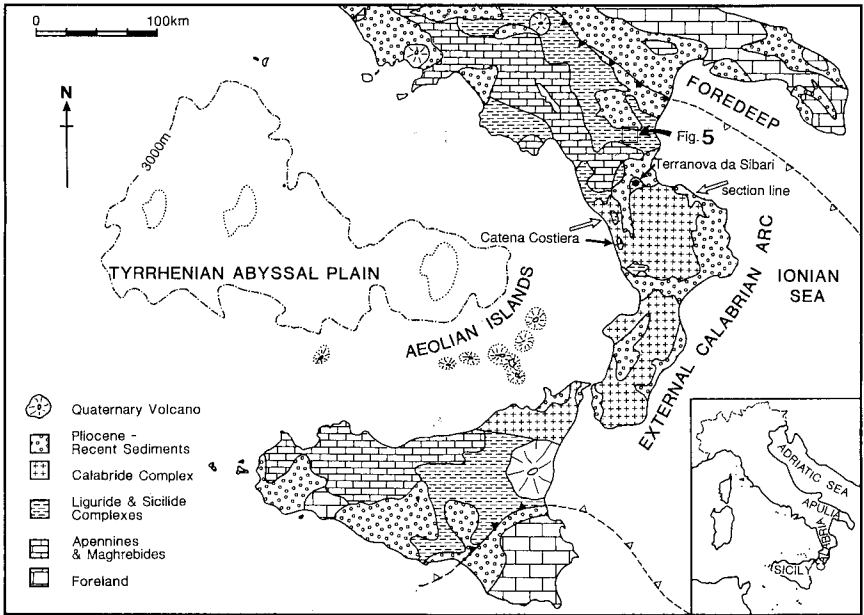 0 100km
N
3000m
FOREDEEP
Fig. 5
Terranova da Sibari
section line
Catena Costiera
TYRRHENIAN ABYSSAL PLAIN
IONIAN
SEA
AEOLIAN ISLANDS
EXTERNAL CALABRIAN ARC
Quaternary Volcano
Pliocene -
Recent Sediments
Calabride Complex
Liguride & Sicilide
Complexes
Apennines
& Maghrebides
Foreland
ADRIATIC SEA
APULIA
CALABRIA
SICILY